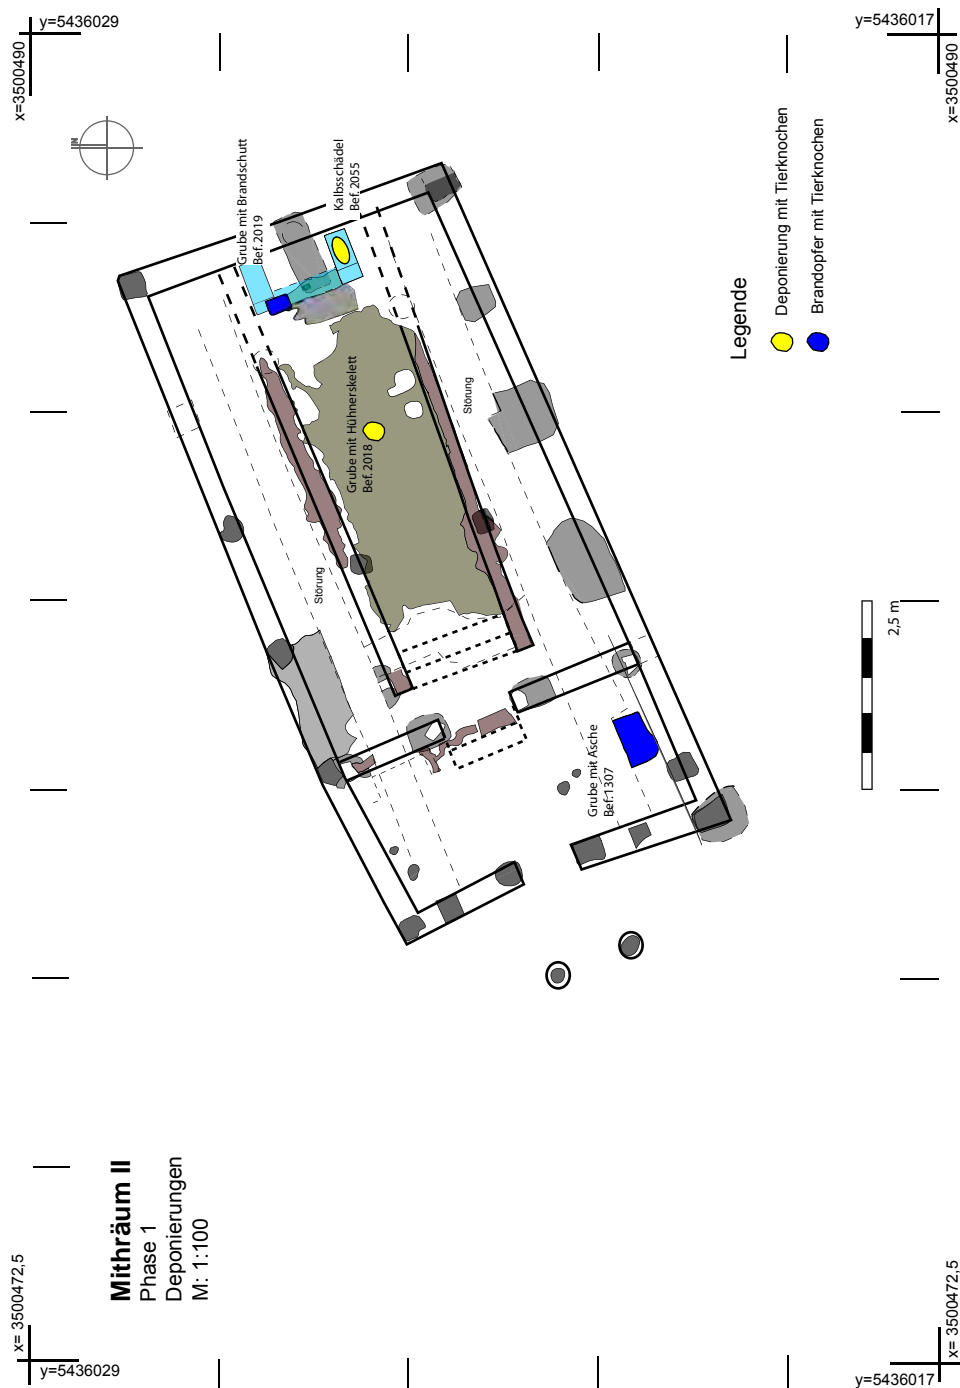 y=5436029
x=3500490
y=5436017
x=3500490
N
Grube mit Brandschutt
Bef.2019
Kalbsschädel
Bef.2055
Grube mit Hühnerskelett
Bef.2018
Störung
Störung
Grube mit Asche
Bef.1307
Legende
Deponierung mit Tierknochen
Brandopfer mit Tierknochen
2,5 m
Mithräum II
Phase 1
Deponierungen
M: 1:100
x= 3500472,5
y=5436029
x= 3500472,5
y=5436017